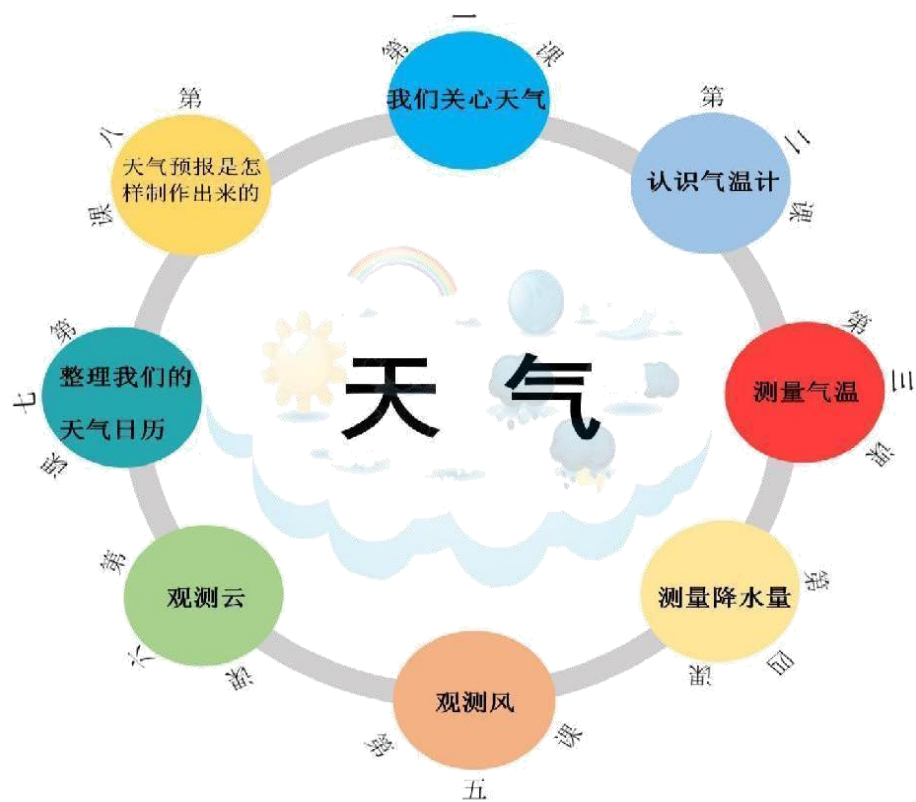 天气
第一课
我们关心天气
第二课
认识气温计
第三课
测量气温
第四课
测量降水量
第五课
观测风
第六课
观测云
第七课
整理我们的
天气日历
第八课
天气预报是怎
样制作出来的